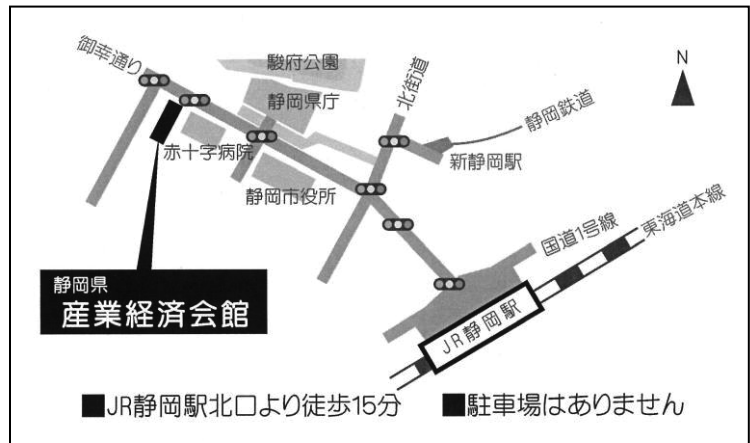 御幸通り
駿府公園
静岡県庁
北街道
N
静岡鉄道
新静岡駅
赤十字病院
静岡市役所
国道1号線
東海道本線
静岡県
産業経済会館
JR静岡駅
■JR静岡駅北口より徒歩15分 ■駐車場はありません